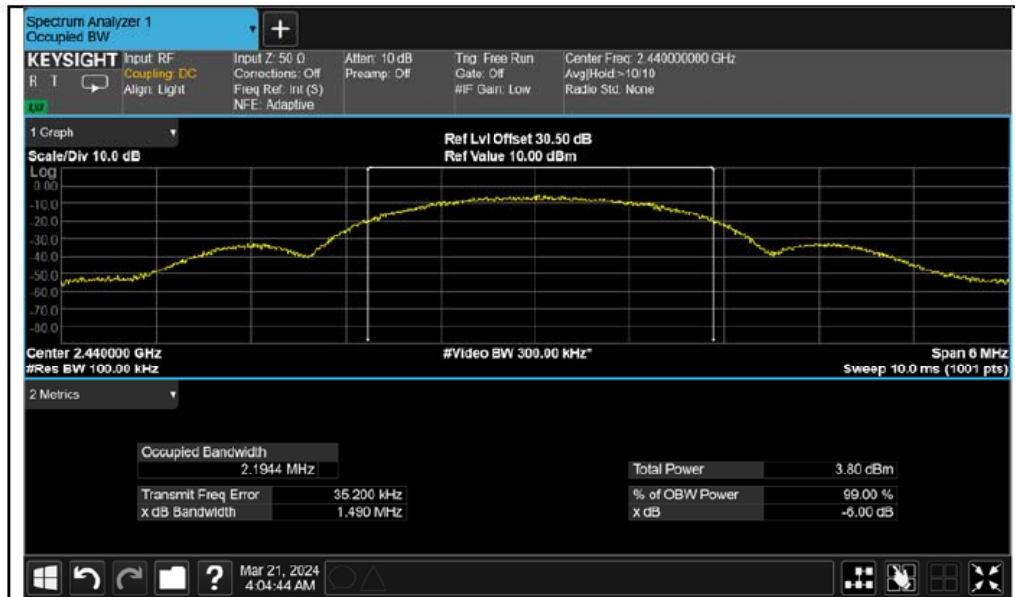 Spectrum Analyzer 1
Occupied BW
+
KEYSIGHT
R T
LXI
Input: RF
Coupling: DC
Align: Light
Input Z: 50 Ω
Corrections: Off
Freq Ref: Int (S)
NFE: Adaptive
Atten: 10 dB
Preamp: Off
Trig: Free Run
Gate: Off
#IF Gain: Low
Center Freq: 2.440000000 GHz
Avg|Hold:>10/10
Radio Std: None
1 Graph
Scale/Div 10.0 dB
Ref Lvl Offset 30.50 dB
Ref Value 10.00 dBm
Log
0.00
-10.0
-20.0
-30.0
-40.0
-50.0
-60.0
-70.0
-80.0
Center 2.440000 GHz
#Res BW 100.00 kHz
#Video BW 300.00 kHz*
Span 6 MHz
Sweep 10.0 ms (1001 pts)
2 Metrics
Occupied Bandwidth
2.1944 MHz
Transmit Freq Error 35.200 kHz
x dB Bandwidth 1.490 MHz
Total Power 3.80 dBm
% of OBW Power 99.00 %
x dB -6.00 dB
?
Mar 21, 2024
4:04:44 AM